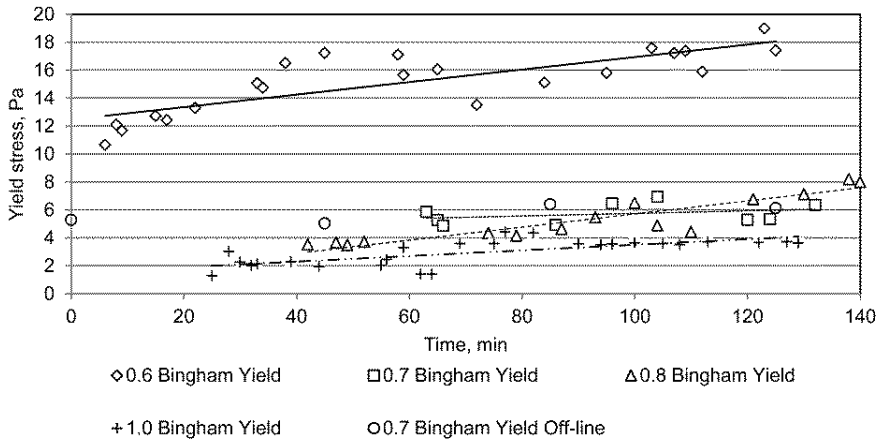 Yield stress, Pa
20
18
16
14
12
10
8
6
4
2
0
0 20 40 60 80 100 120 140
Time, min
0.6 Bingham Yield 0.7 Bingham Yield 0.8 Bingham Yield
1.0 Bingham Yield 0.7 Bingham Yield Off-line